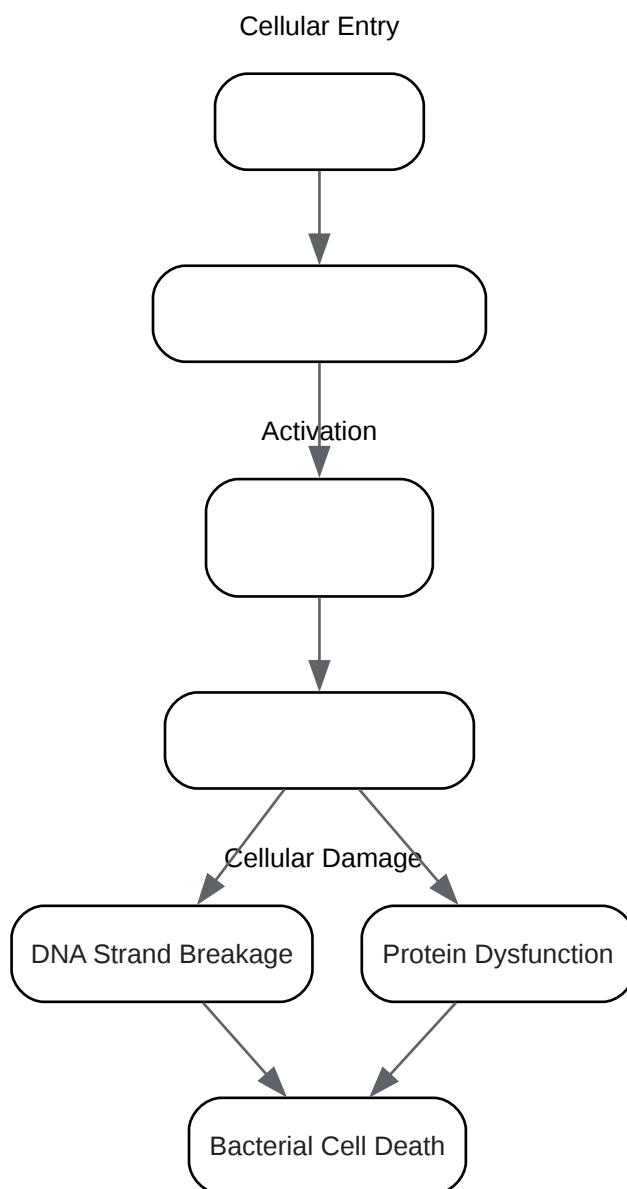 Cellular Entry
Activation
Cellular Damage
DNA Strand Breakage
Protein Dysfunction
Bacterial Cell Death